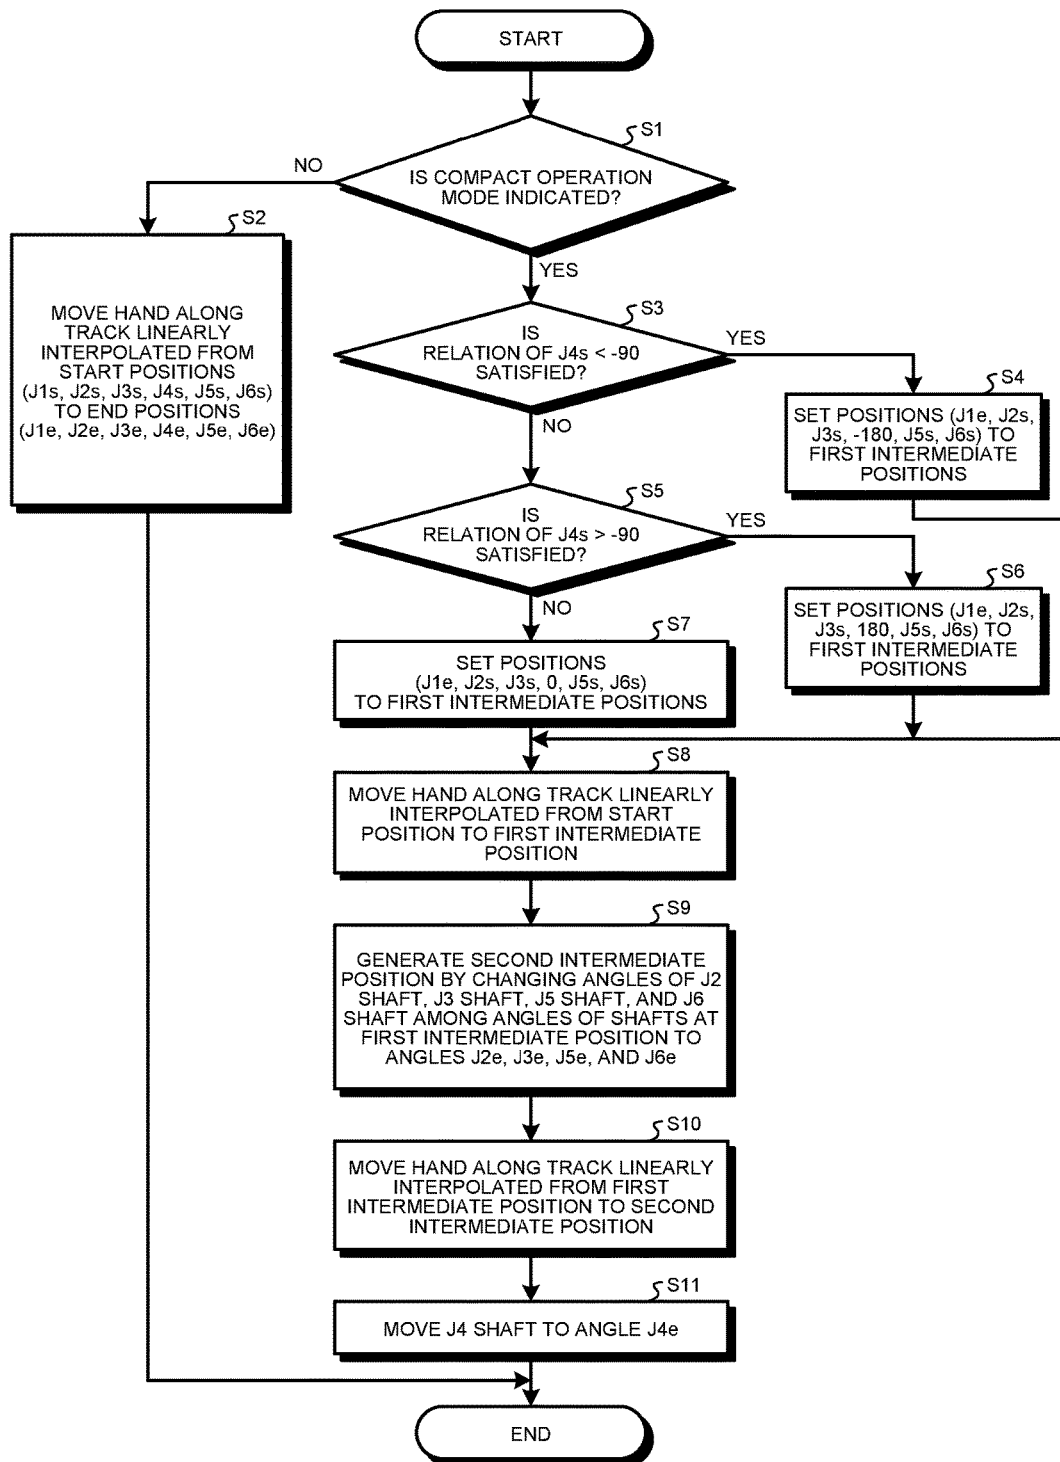 START
S1
NO
IS COMPACT OPERATION
MODE INDICATED?
S2
YES
MOVE HAND ALONG
TRACK LINEARLY
INTERPOLATED FROM
START POSITIONS
(J1s, J2s, J3s, J4s, J5s, J6s)
TO END POSITIONS
(J1e, J2e, J3e, J4e, J5e, J6e)
S3
IS
RELATION OF J4s < -90
SATISFIED?
YES
NO
S4
SET POSITIONS (J1e, J2s,
J3s, -180, J5s, J6s) TO
FIRST INTERMEDIATE
POSITIONS
S5
IS
RELATION OF J4s > -90
SATISFIED?
YES
NO
S6
SET POSITIONS (J1e, J2s,
J3s, 180, J5s, J6s) TO
FIRST INTERMEDIATE
POSITIONS
S7
SET POSITIONS
(J1e, J2s, J3s, 0, J5s, J6s)
TO FIRST INTERMEDIATE POSITIONS
S8
MOVE HAND ALONG TRACK LINEARLY
INTERPOLATED FROM START
POSITION TO FIRST INTERMEDIATE
POSITION
S9
GENERATE SECOND INTERMEDIATE
POSITION BY CHANGING ANGLES OF J2
SHAFT, J3 SHAFT, J5 SHAFT, AND J6
SHAFT AMONG ANGLES OF SHAFTS AT
FIRST INTERMEDIATE POSITION TO
ANGLES J2e, J3e, J5e, AND J6e
S10
MOVE HAND ALONG TRACK LINEARLY
INTERPOLATED FROM FIRST
INTERMEDIATE POSITION TO SECOND
INTERMEDIATE POSITION
S11
MOVE J4 SHAFT TO ANGLE J4e
END